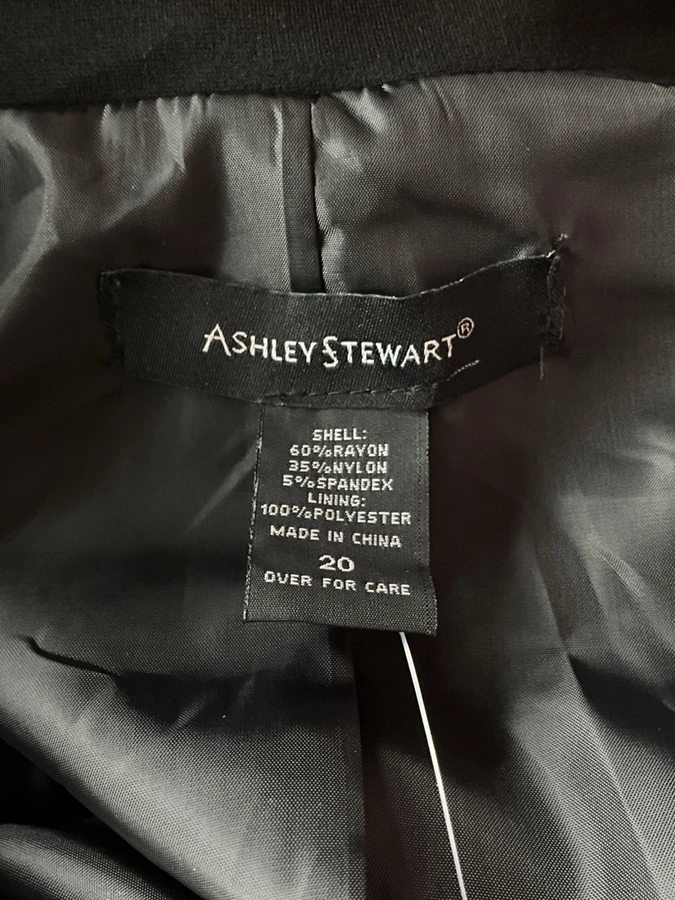 ASHLEY STEWART®
SHELL:
60%RAYON
35%NYLON
5%SPANDEX
LINING:
100%POLYESTER
MADE IN CHINA
20
OVER FOR CARE